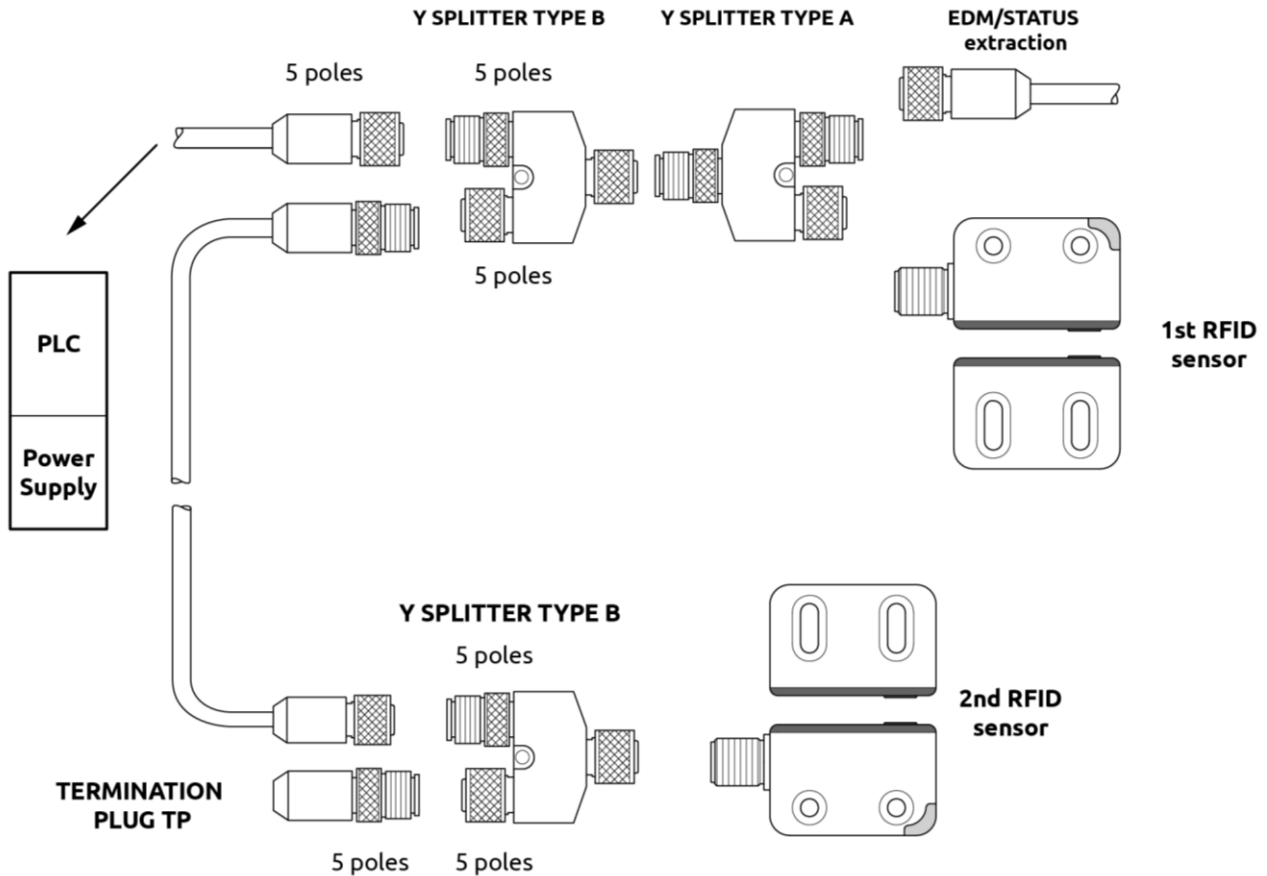 Y SPLITTER TYPE B
Y SPLITTER TYPE A
EDM/STATUS
extraction
5 poles
5 poles
5 poles
PLC
Power
Supply
1st RFID
sensor
Y SPLITTER TYPE B
5 poles
2nd RFID
sensor
TERMINATION
PLUG TP
5 poles
5 poles